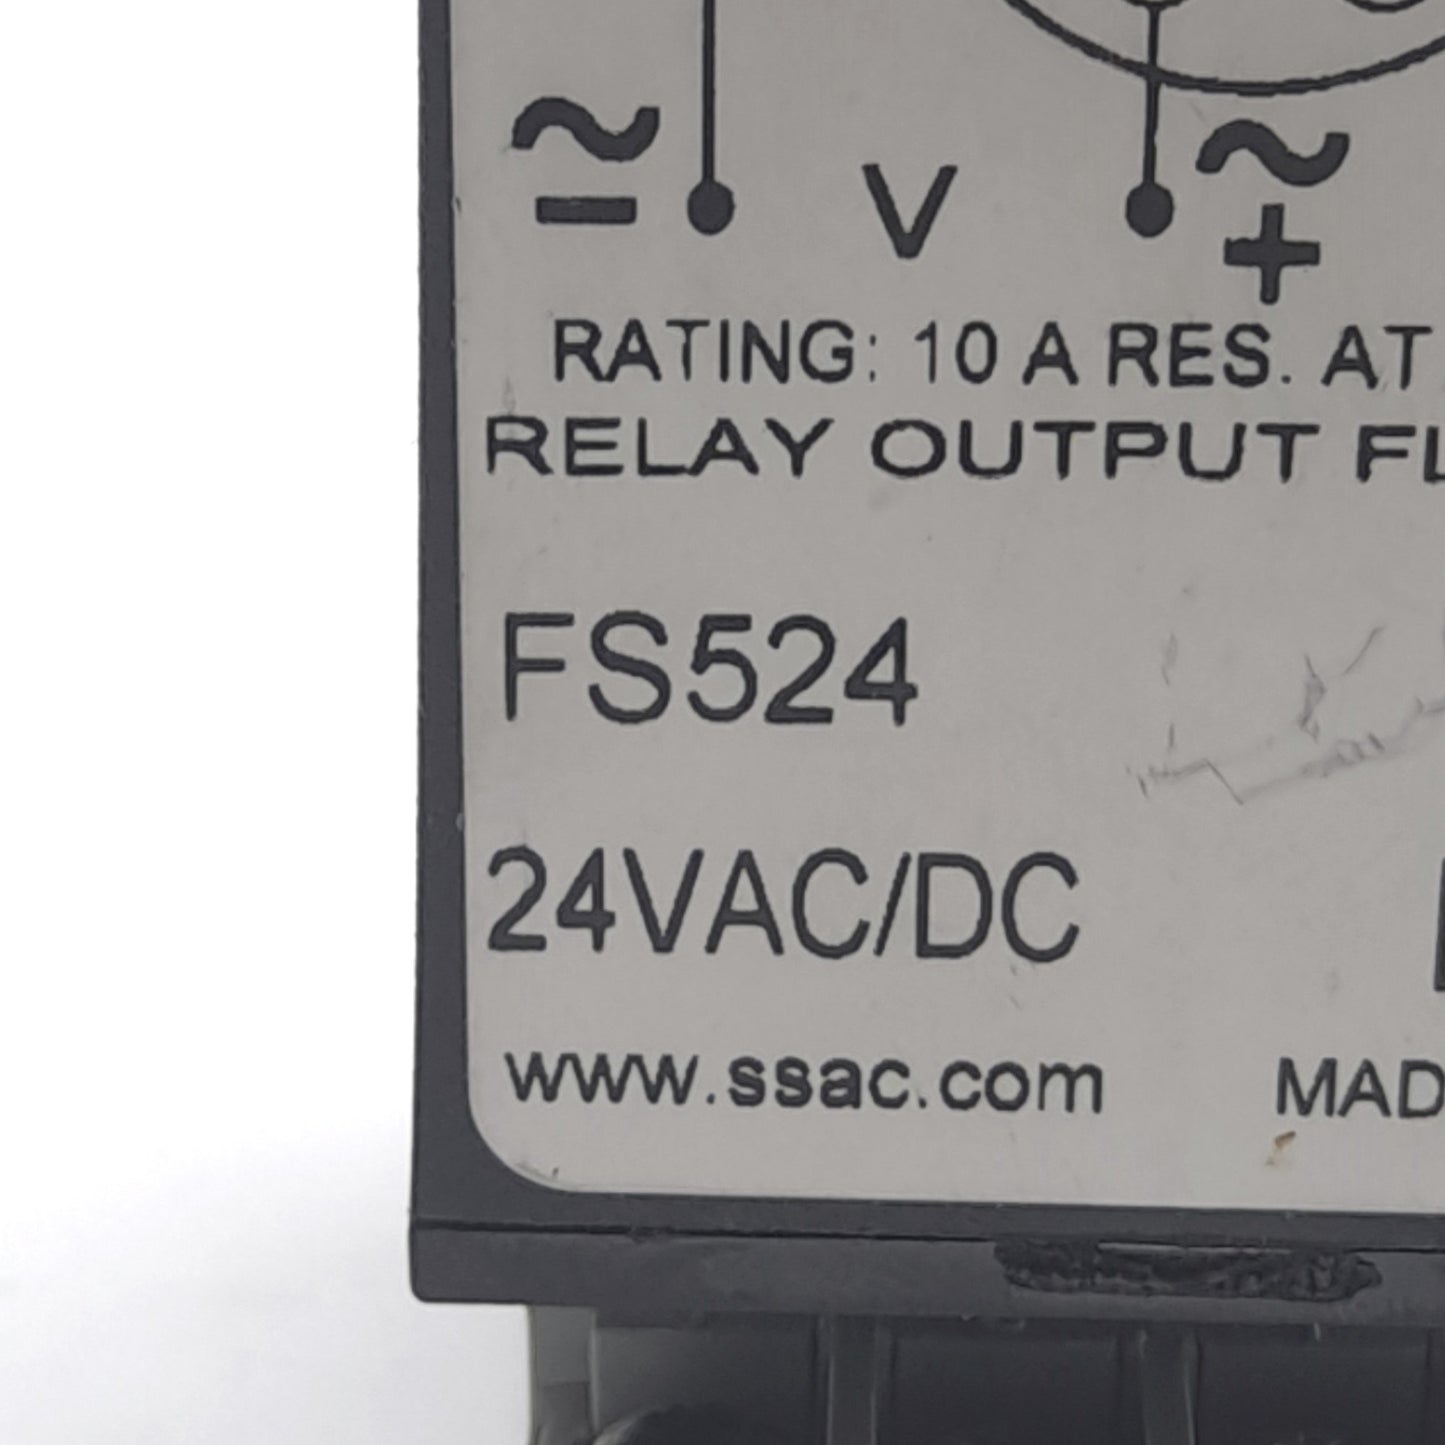 ~ V ~
- +
RATING: 10 A RES. AT
RELAY OUTPUT
FS524
24VAC/DC
www.ssac.com